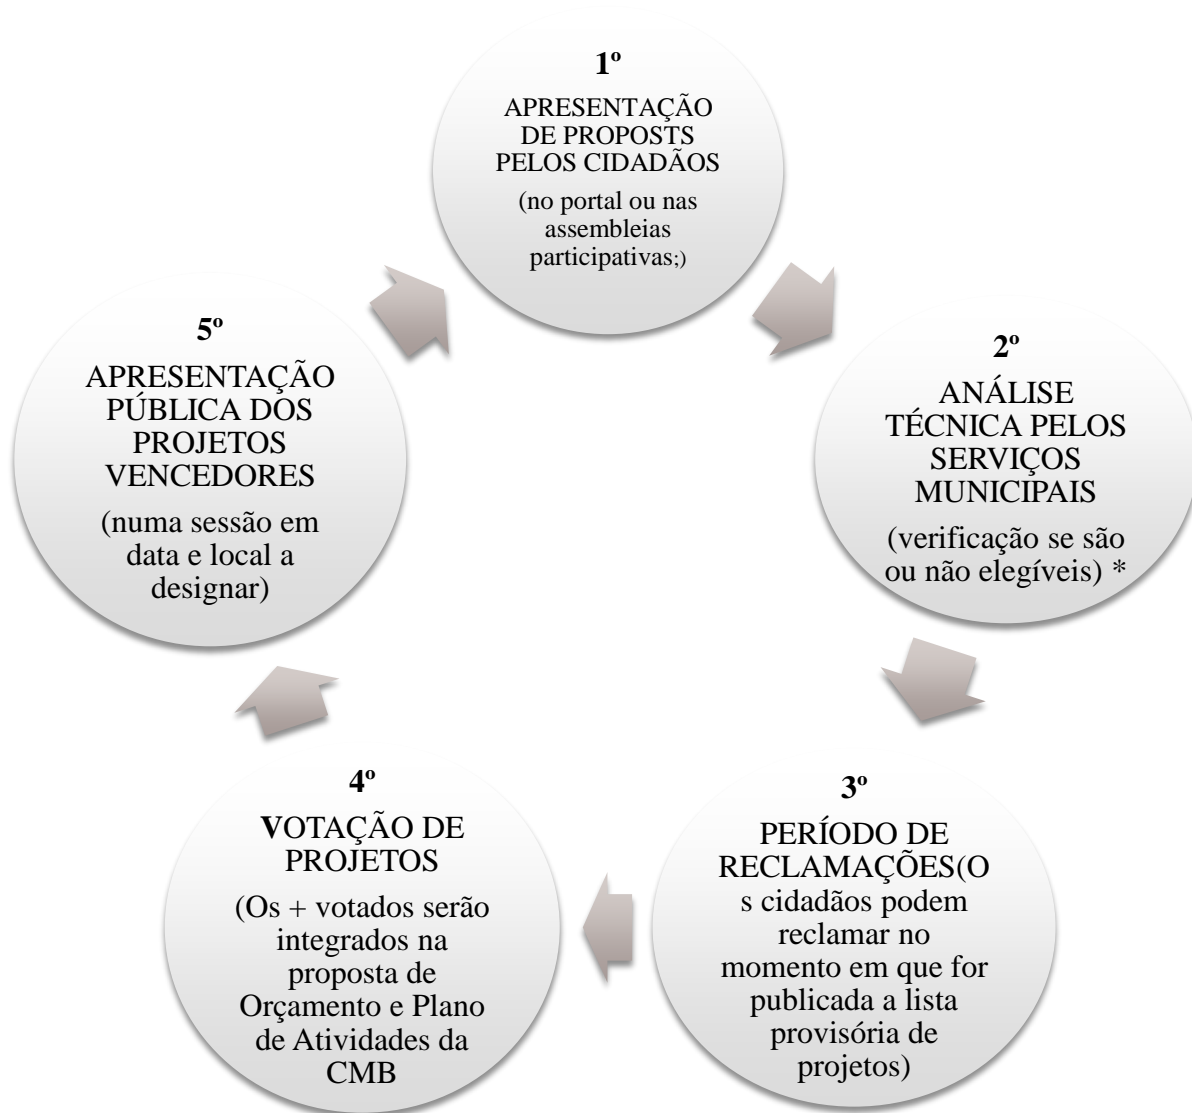 1º
APRESENTAÇÃO
DE PROPOSTS
PELOS CIDADÃOS
(no portal ou nas
assembleias
participativas;)
2º
ANÁLISE
TÉCNICA PELOS
SERVIÇOS
MUNICIPAIS
(verificação se são
ou não elegíveis) *
3º
PERÍODO DE
RECLAMAÇÕES(O
s cidadãos podem
reclamar no
momento em que for
publicada a lista
provisória de
projetos)
4º
VOTAÇÃO DE
PROJETOS
(Os + votados serão
integrados na
proposta de
Orçamento e Plano
de Atividades da
CMB
5º
APRESENTAÇÃO
PÚBLICA DOS
PROJETOS
VENCEDORES
(numa sessão em
data e local a
designar)